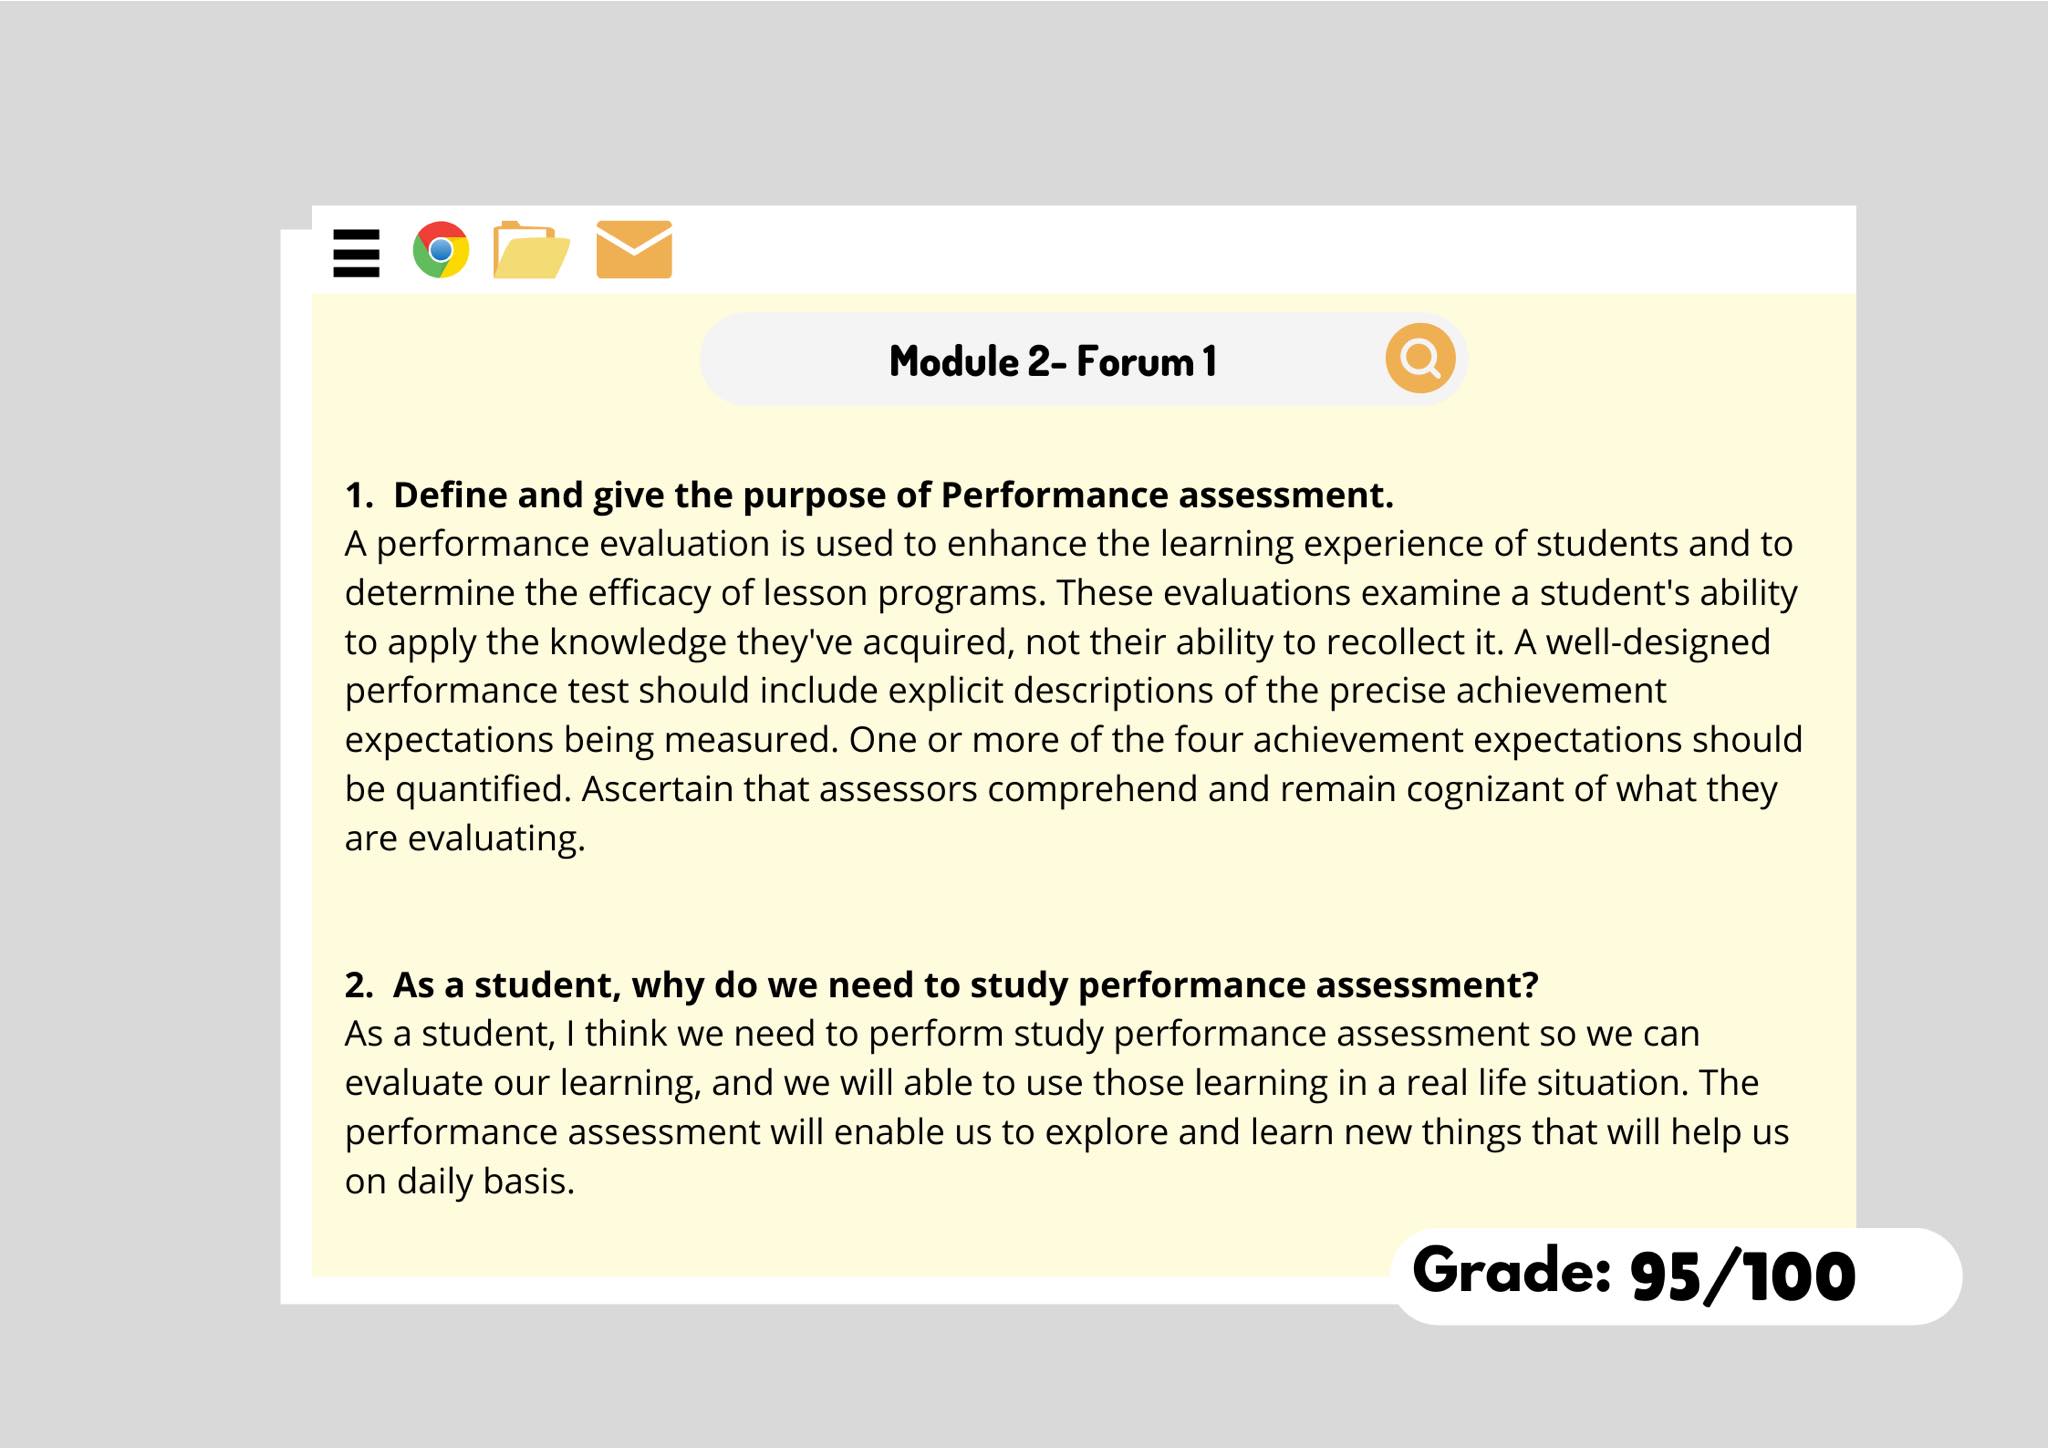 Module 2- Forum 1
1. Define and give the purpose of Performance assessment.
A performance evaluation is used to enhance the learning experience of students and to
determine the efficacy of lesson programs. These evaluations examine a student's ability
to apply the knowledge they've acquired, not their ability to recollect it. A well-designed
performance test should include explicit descriptions of the precise achievement
expectations being measured. One or more of the four achievement expectations should
be quantified. Ascertain that assessors comprehend and remain cognizant of what they
are evaluating.
2. As a student, why do we need to study performance assessment?
As a student, I think we need to perform study performance assessment so we can
evaluate our learning, and we will able to use those learning in a real life situation. The
performance assessment will enable us to explore and learn new things that will help us
on daily basis.
Grade: 95/100